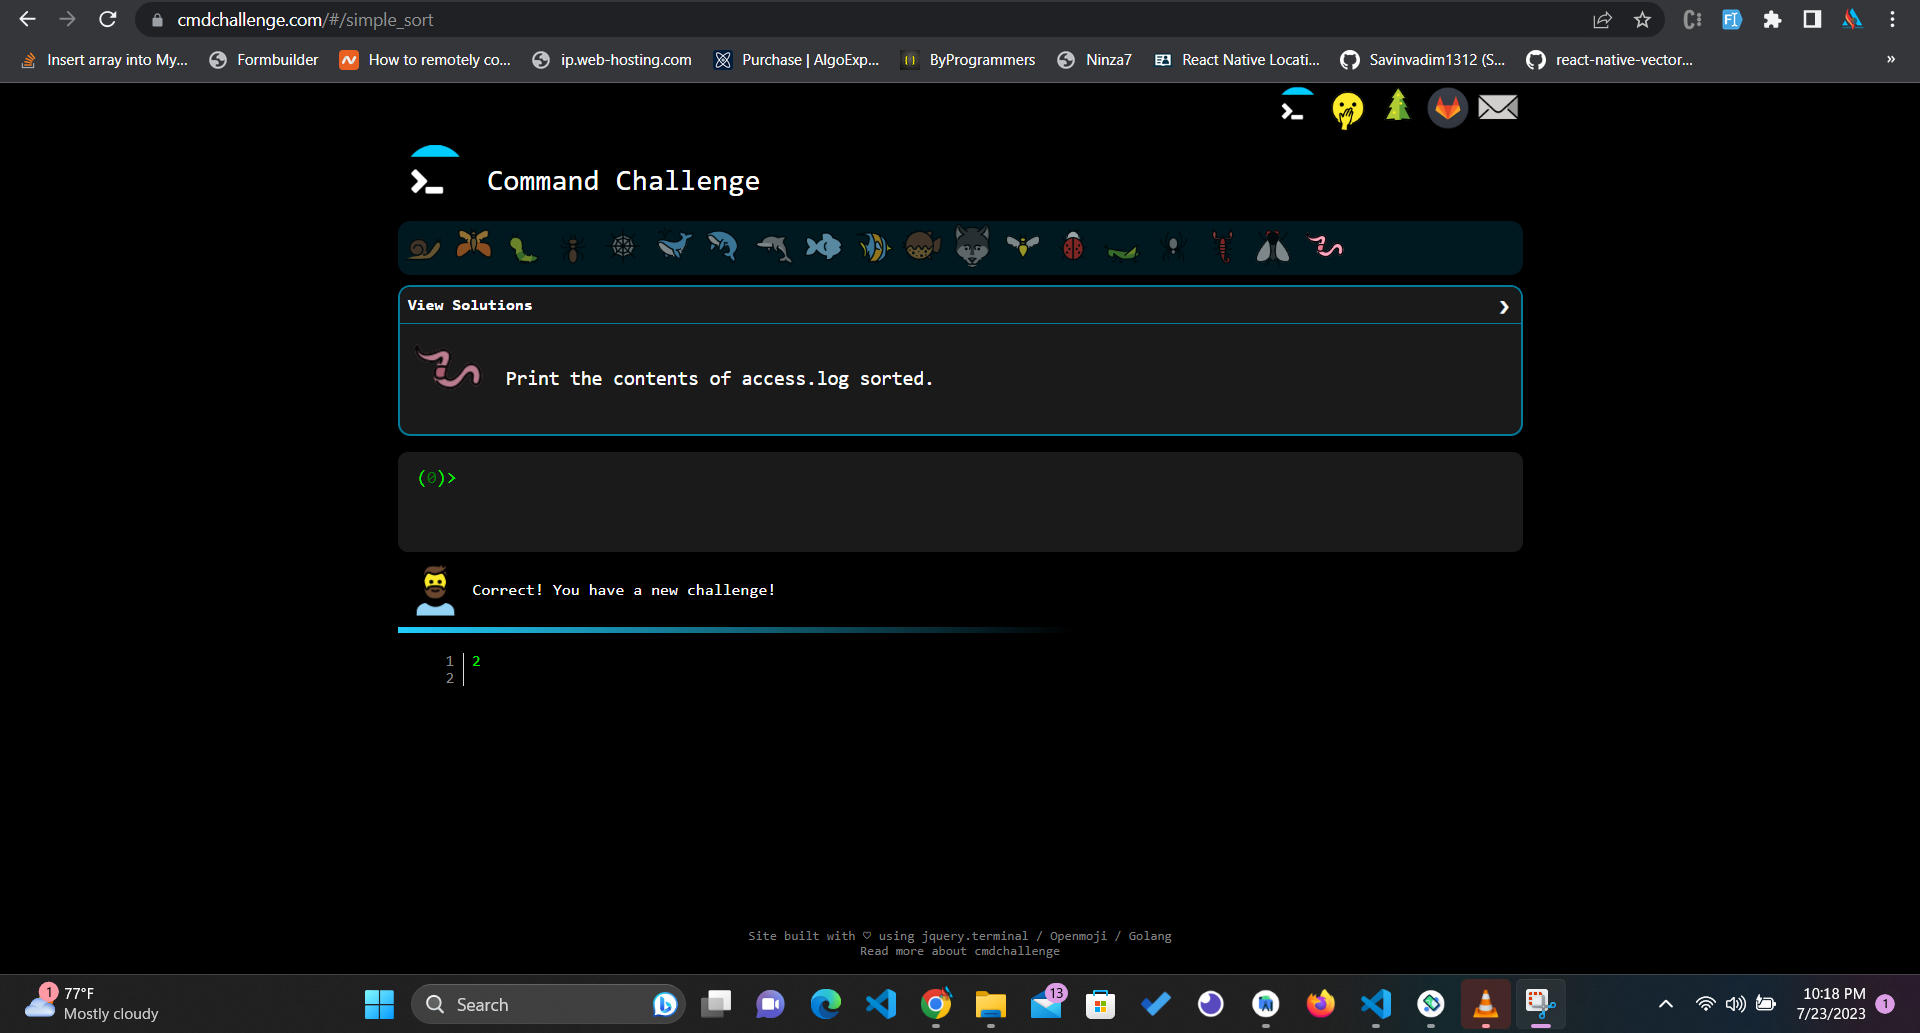 cmdchallenge.com/#/simple_sort
Insert array into My...
Formbuilder
How to remotely co...
ip.web-hosting.com
Purchase | AlgoExp...
ByProgrammers
Ninza7
React Native Locati...
Savinvadim1312 (S...
react-native-vector...
»
Command Challenge
View Solutions
Print the contents of access.log sorted.
(0)>
Correct! You have a new challenge!
1 2
2
Site built with ♡ using jquery.terminal / Openmoji / Golang
Read more about cmdchallenge
1
77°F
Mostly cloudy
Search
13
10:18 PM
7/23/2023
1